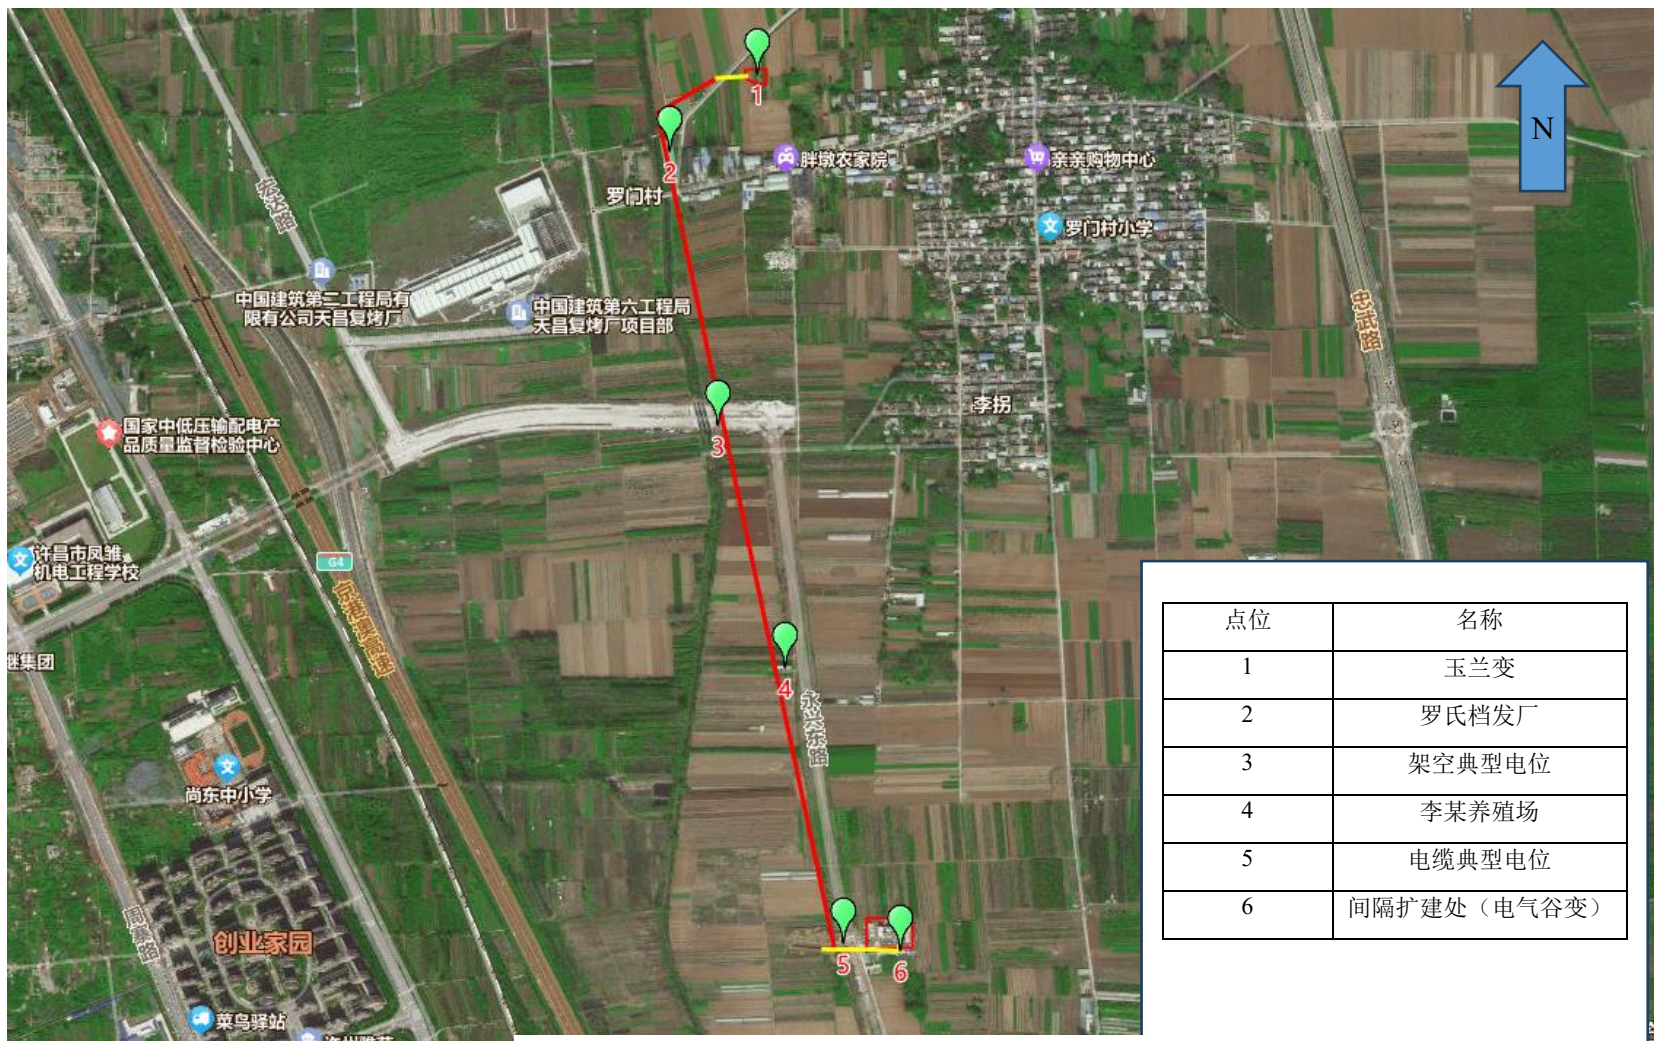 1
N
2
胖墩农家院
亲亲购物中心
罗门村
罗门村小学
中国建筑第二工程局有
限有公司天昌复烤厂
中国建筑第六工程局
天昌复烤厂项目部
忠武路
李拐
国家中低压输配电产
品质量监督检验中心
3
许昌市凤雏
机电工程学校
G4
继集团
4
永兴东路
尚东中小学
创业家园
5
6
菜鸟驿站
点位 名称
1 玉兰变
2 罗氏档发厂
3 架空典型电位
4 李某养殖场
5 电缆典型电位
6 间隔扩建处（电气谷变）